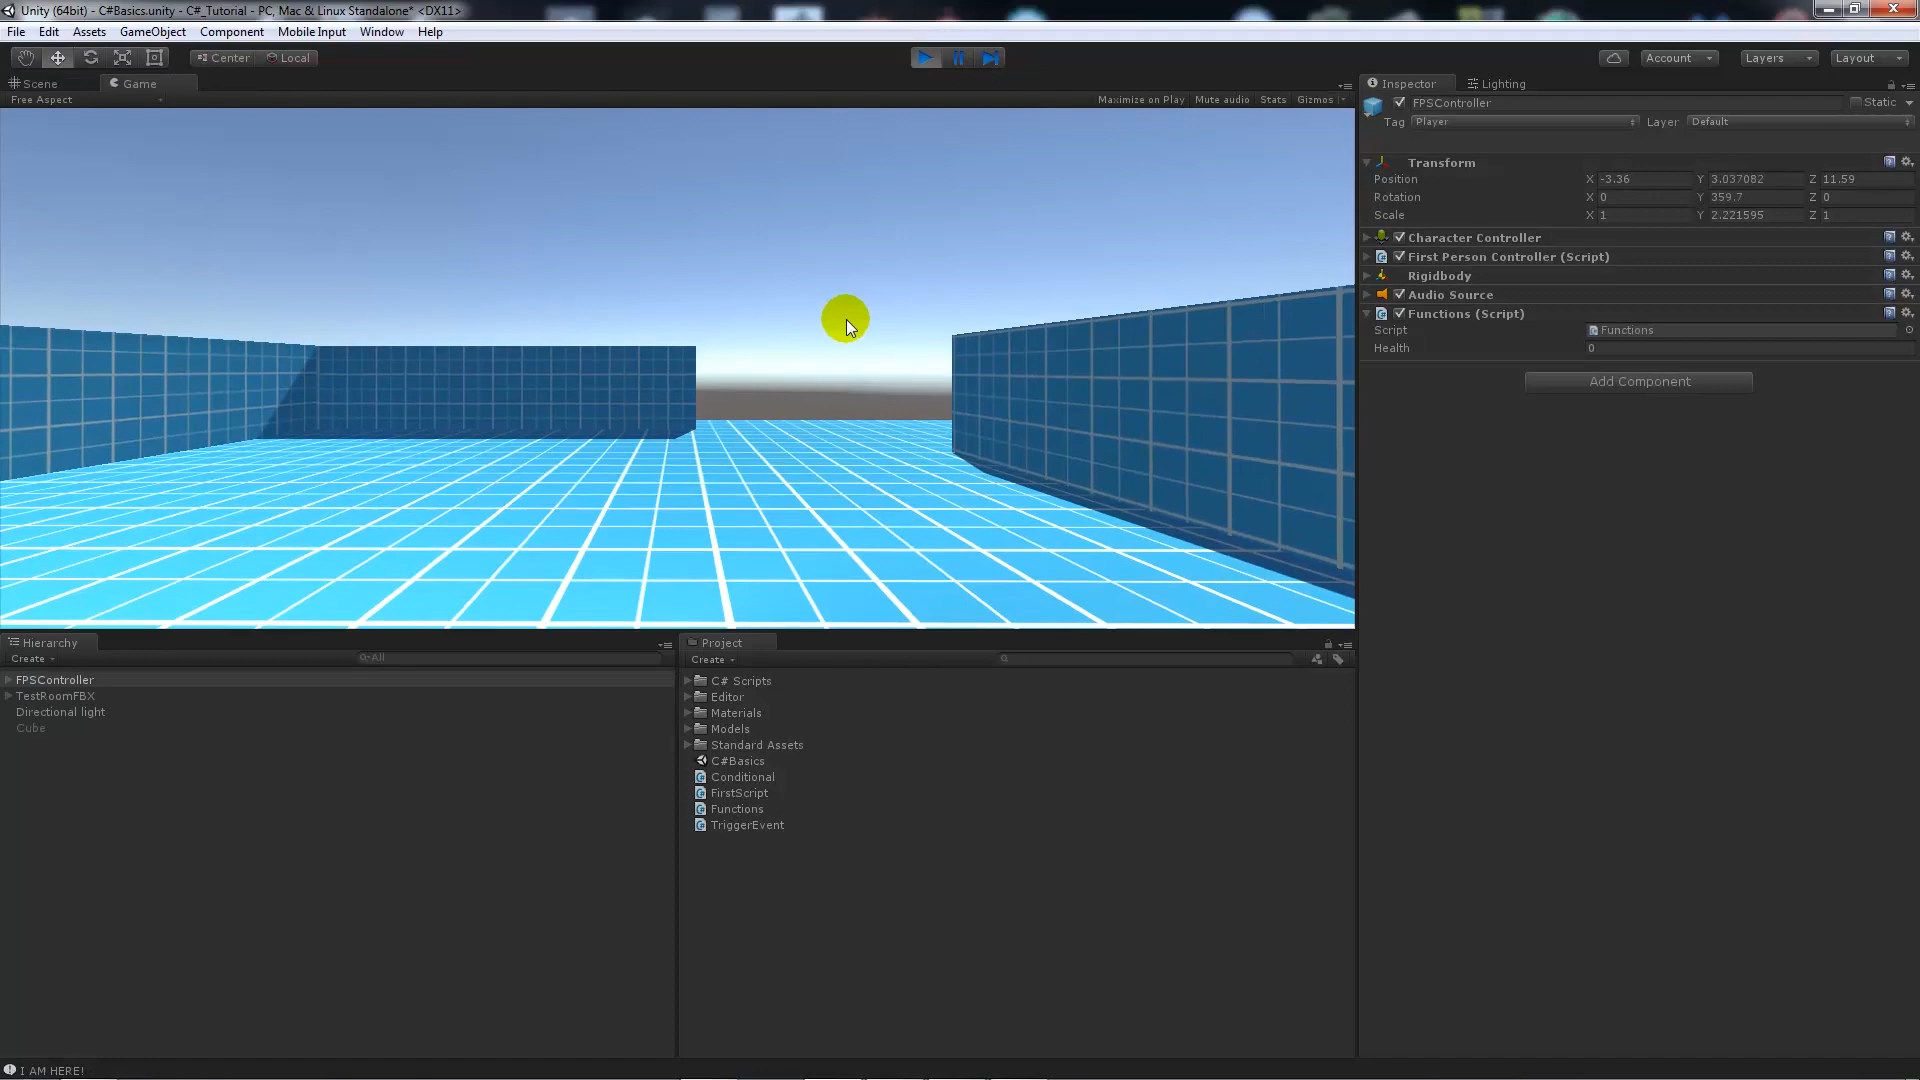 Unity (64bit) - C#Basics.unity - C#_Tutorial - PC, Mac & Linux Standalone* <DX11>
File Edit Assets GameObject Component Mobile Input Window Help
Center Local Account Layers Layout
Scene Game Inspector Lighting
Free Aspect Maximize on Play Mute audio Stats Gizmos
FPSController Static
Tag Player Layer Default
Transform
Position X -3.36 Y 3.037082 Z 11.59
Rotation X 0 Y 359.7 Z 0
Scale X 1 Y 2.221595 Z 1
Character Controller
First Person Controller (Script)
Rigidbody
Audio Source
Functions (Script)
Script Functions
Health 0
Add Component
Hierarchy
Create All
FPSController
TestRoomFBX
Directional light
Cube
Project
Create
C# Scripts
Editor
Materials
Models
Standard Assets
C#Basics
Conditional
FirstScript
Functions
TriggerEvent
I AM HERE!